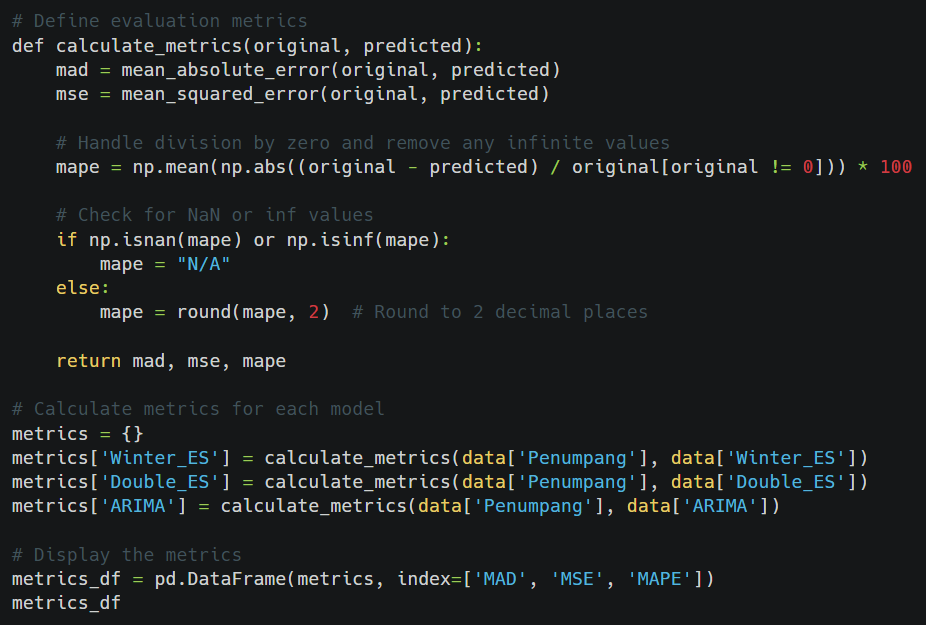 # Define evaluation metrics
def calculate_metrics(original, predicted):
    mad = mean_absolute_error(original, predicted)
    mse = mean_squared_error(original, predicted)

    # Handle division by zero and remove any infinite values
    mape = np.mean(np.abs((original - predicted) / original[original != 0])) * 100

    # Check for NaN or inf values
    if np.isnan(mape) or np.isinf(mape):
        mape = "N/A"
    else:
        mape = round(mape, 2)  # Round to 2 decimal places

    return mad, mse, mape

# Calculate metrics for each model
metrics = {}
metrics['Winter_ES'] = calculate_metrics(data['Penumpang'], data['Winter_ES'])
metrics['Double_ES'] = calculate_metrics(data['Penumpang'], data['Double_ES'])
metrics['ARIMA'] = calculate_metrics(data['Penumpang'], data['ARIMA'])

# Display the metrics
metrics_df = pd.DataFrame(metrics, index=['MAD', 'MSE', 'MAPE'])
metrics_df